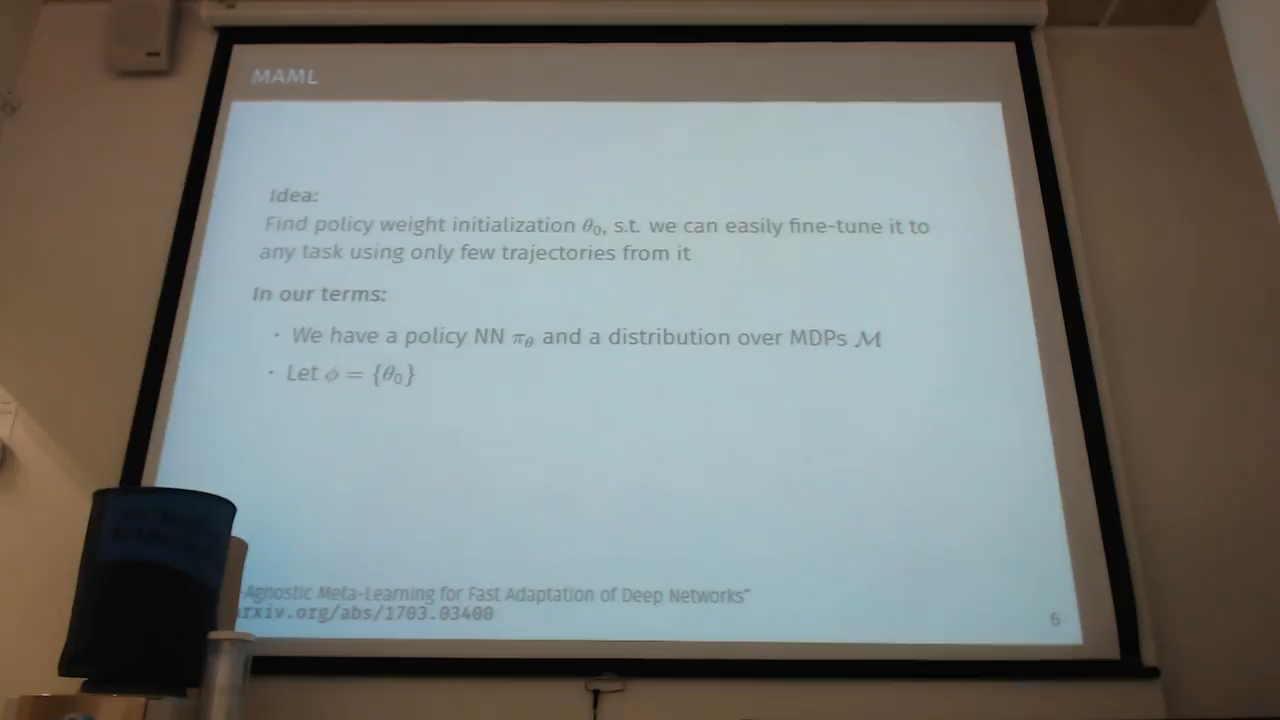 MAML
Idea:
Find policy weight initialization θ₀, s.t. we can easily fine-tune it to
any task using only few trajectories from it
In our terms:
· We have a policy NN π_θ and a distribution over MDPs ℳ
· Let ϕ = {θ₀}
-Agnostic Meta-Learning for Fast Adaptation of Deep Networks"
arxiv.org/abs/1703.03400
6